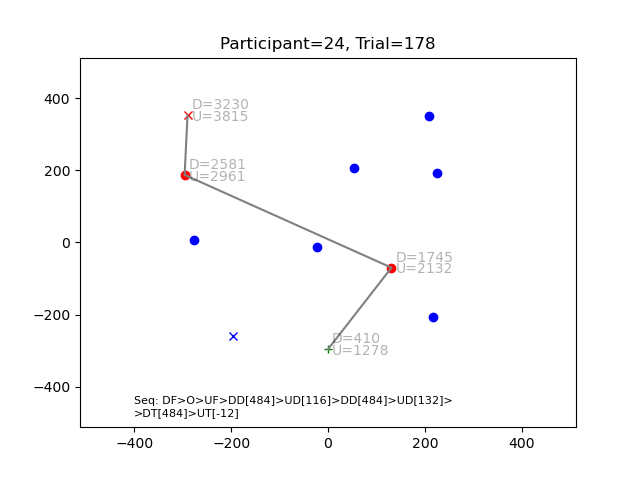 Participant=24, Trial=178
400
200
0
−200
−400
D=3230
U=3815
D=2581
U=2961
D=1745
U=2132
D=410
U=1278
Seq: DF>O>UF>DD[484]>UD[116]>DD[484]>UD[132]>
>DT[484]>UT[-12]
−400 −200 0 200 400